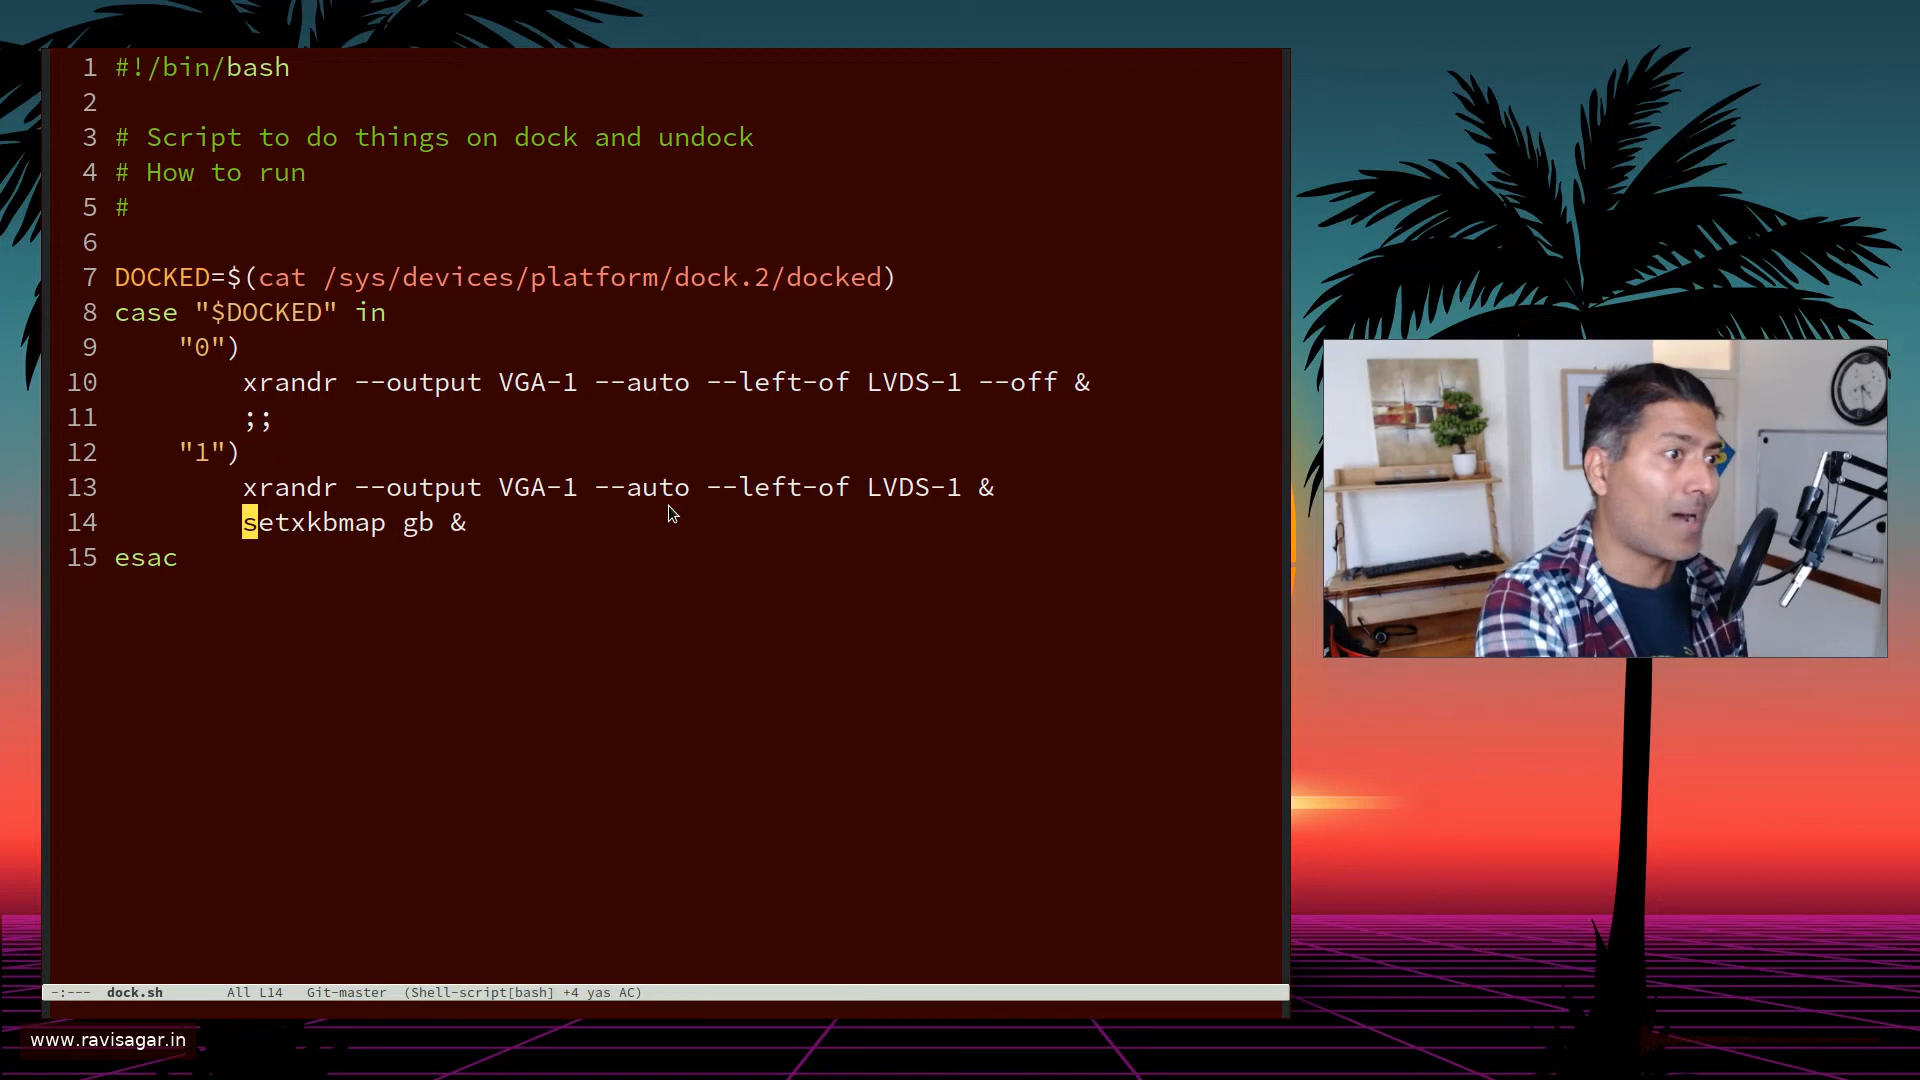 1 #!/bin/bash
2
3 # Script to do things on dock and undock
4 # How to run
5 #
6
7 DOCKED=$(cat /sys/devices/platform/dock.2/docked)
8 case "$DOCKED" in
9     "0")
10         xrandr --output VGA-1 --auto --left-of LVDS-1 --off &
11         ;;
12     "1")
13         xrandr --output VGA-1 --auto --left-of LVDS-1 &
14         setxkbmap gb &
15 esac
-:--- dock.sh All L14 Git-master (Shell-script[bash] +4 yas AC)
www.ravisagar.in